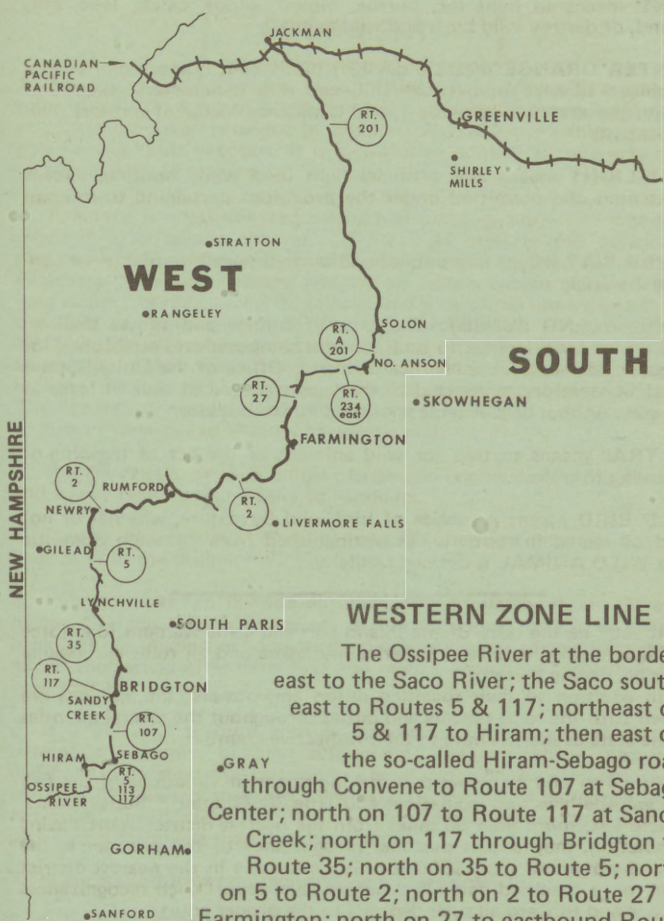 JACKMAN
CANADIAN
PACIFIC
RAILROAD
GREENVILLE
RT.
201
SHIRLEY
MILLS
STRATTON
WEST
RANGELEY
SOLON
RT.
A
201
NO. ANSON
SOUTH
RT.
27
RT.
234
east
SKOWHEGAN
FARMINGTON
NEW HAMPSHIRE
RT.
2
RUMFORD
NEWRY
RT.
2
LIVERMORE FALLS
GILEAD
RT.
5
LYNCHVILLE
SOUTH PARIS
RT.
35
RT.
117
BRIDGTON
SANDY
CREEK
RT.
107
HIRAM
SEBAGO
OSSIPEE
RIVER
RT.
5
113
117
GRAY
GORHAM
SANFORD
WESTERN ZONE LINE
The Ossipee River at the borde
east to the Saco River; the Saco sout
east to Routes 5 & 117; northeast
5 & 117 to Hiram; then east
the so-called Hiram-Sebago roa
through Convene to Route 107 at Sebag
Center; north on 107 to Route 117 at Sand
Creek; north on 117 through Bridgton
Route 35; north on 35 to Route 5; nor
on 5 to Route 2; north on 2 to Route 27
Farmington; north on 27 to eastbound